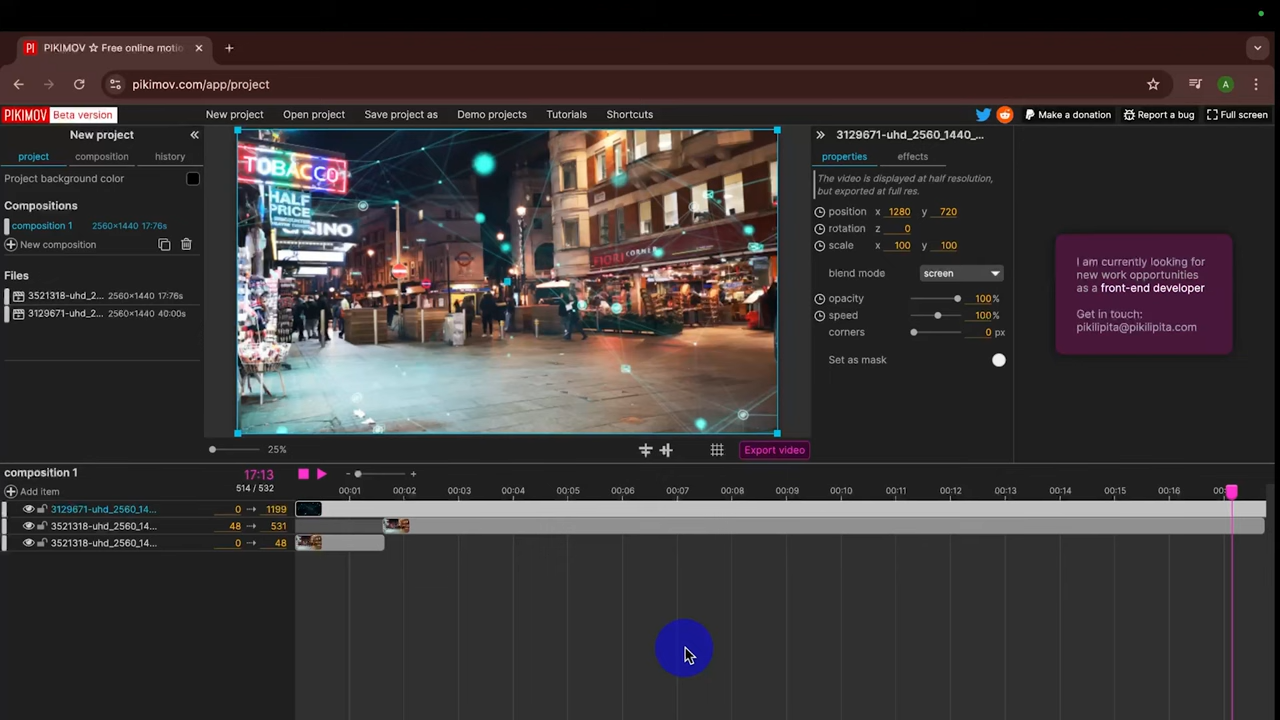 PIKIMOV ☆ Free online motio
pikimov.com/app/project
A
PIKIMOV Beta version
New project
Open project
Save project as
Demo projects
Tutorials
Shortcuts
Make a donation
Report a bug
Full screen
New project
project
composition
history
Project background color
Compositions
composition 1 2560×1440 17:76s
New composition
Files
3521318-uhd_2... 2560×1440 17:76s
3129671-uhd_2... 2560×1440 40:00s
TOBACCO
HALF
PRICE
CASINO
CORNER
25%
Export video
3129671-uhd_2560_1440_...
properties
effects
The video is displayed at half resolution,
but exported at full res.
position x 1280 y 720
rotation z 0
scale x 100 y 100
blend mode screen
opacity 100%
speed 100%
corners 0 px
Set as mask
I am currently looking for
new work opportunities
as a front-end developer
Get in touch:
pikilipita@pikilipita.com
composition 1
17:13
514 / 532
- +
Add item
00:01 00:02 00:03 00:04 00:05 00:06 00:07 00:08 00:09 00:10 00:11 00:12 00:13 00:14 00:15 00:16
3129671-uhd_2560_14... 0 → 1199
3521318-uhd_2560_14... 48 → 531
3521318-uhd_2560_14... 0 → 48